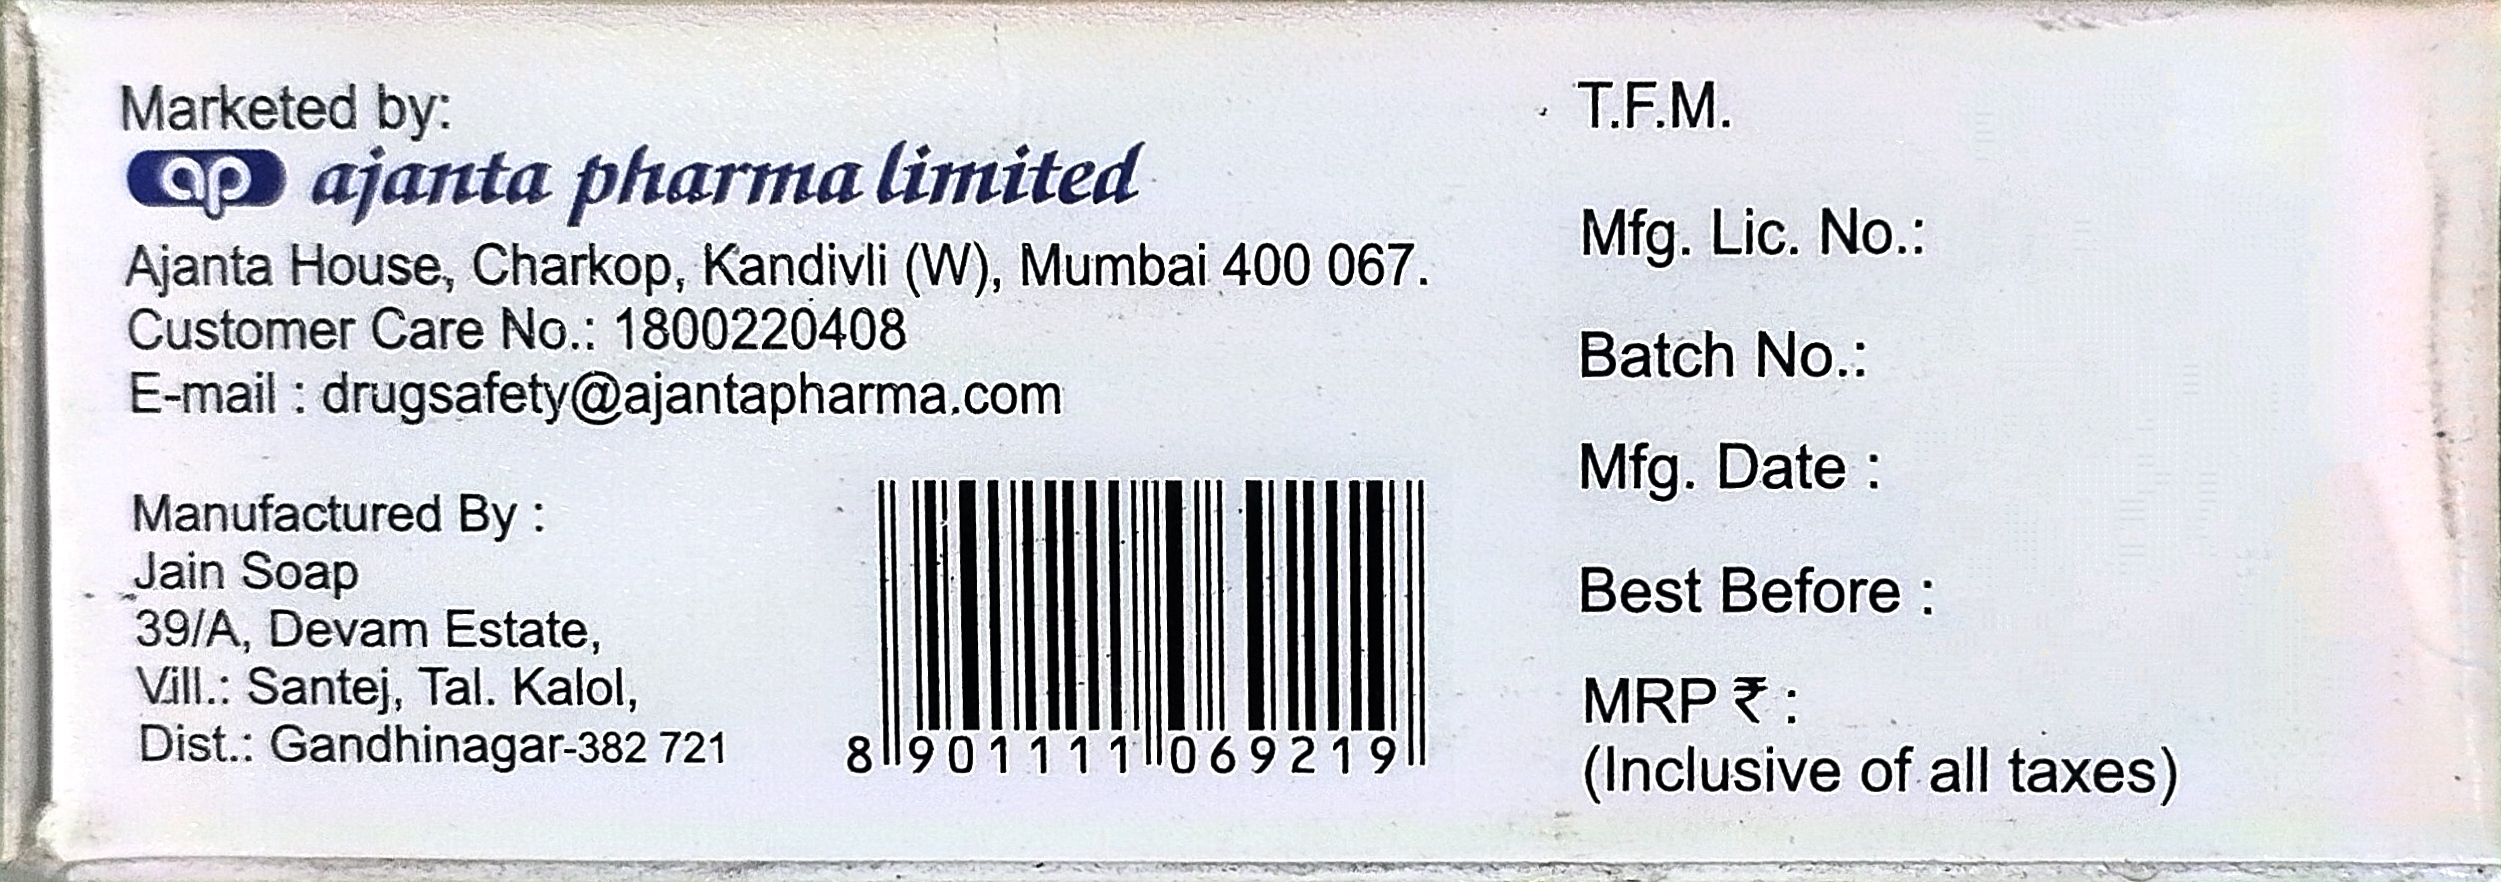 Marketed by:
ap ajanta pharma limited
Ajanta House, Charkop, Kandivli (W), Mumbai 400 067.
Customer Care No.: 1800220408
E-mail : drugsafety@ajantapharma.com
Manufactured By :
Jain Soap
39/A, Devam Estate,
Vill.: Santej, Tal. Kalol,
Dist.: Gandhinagar-382 721
8 901111 069219
T.F.M.
Mfg. Lic. No.:
Batch No.:
Mfg. Date :
Best Before :
MRP ₹ :
(Inclusive of all taxes)